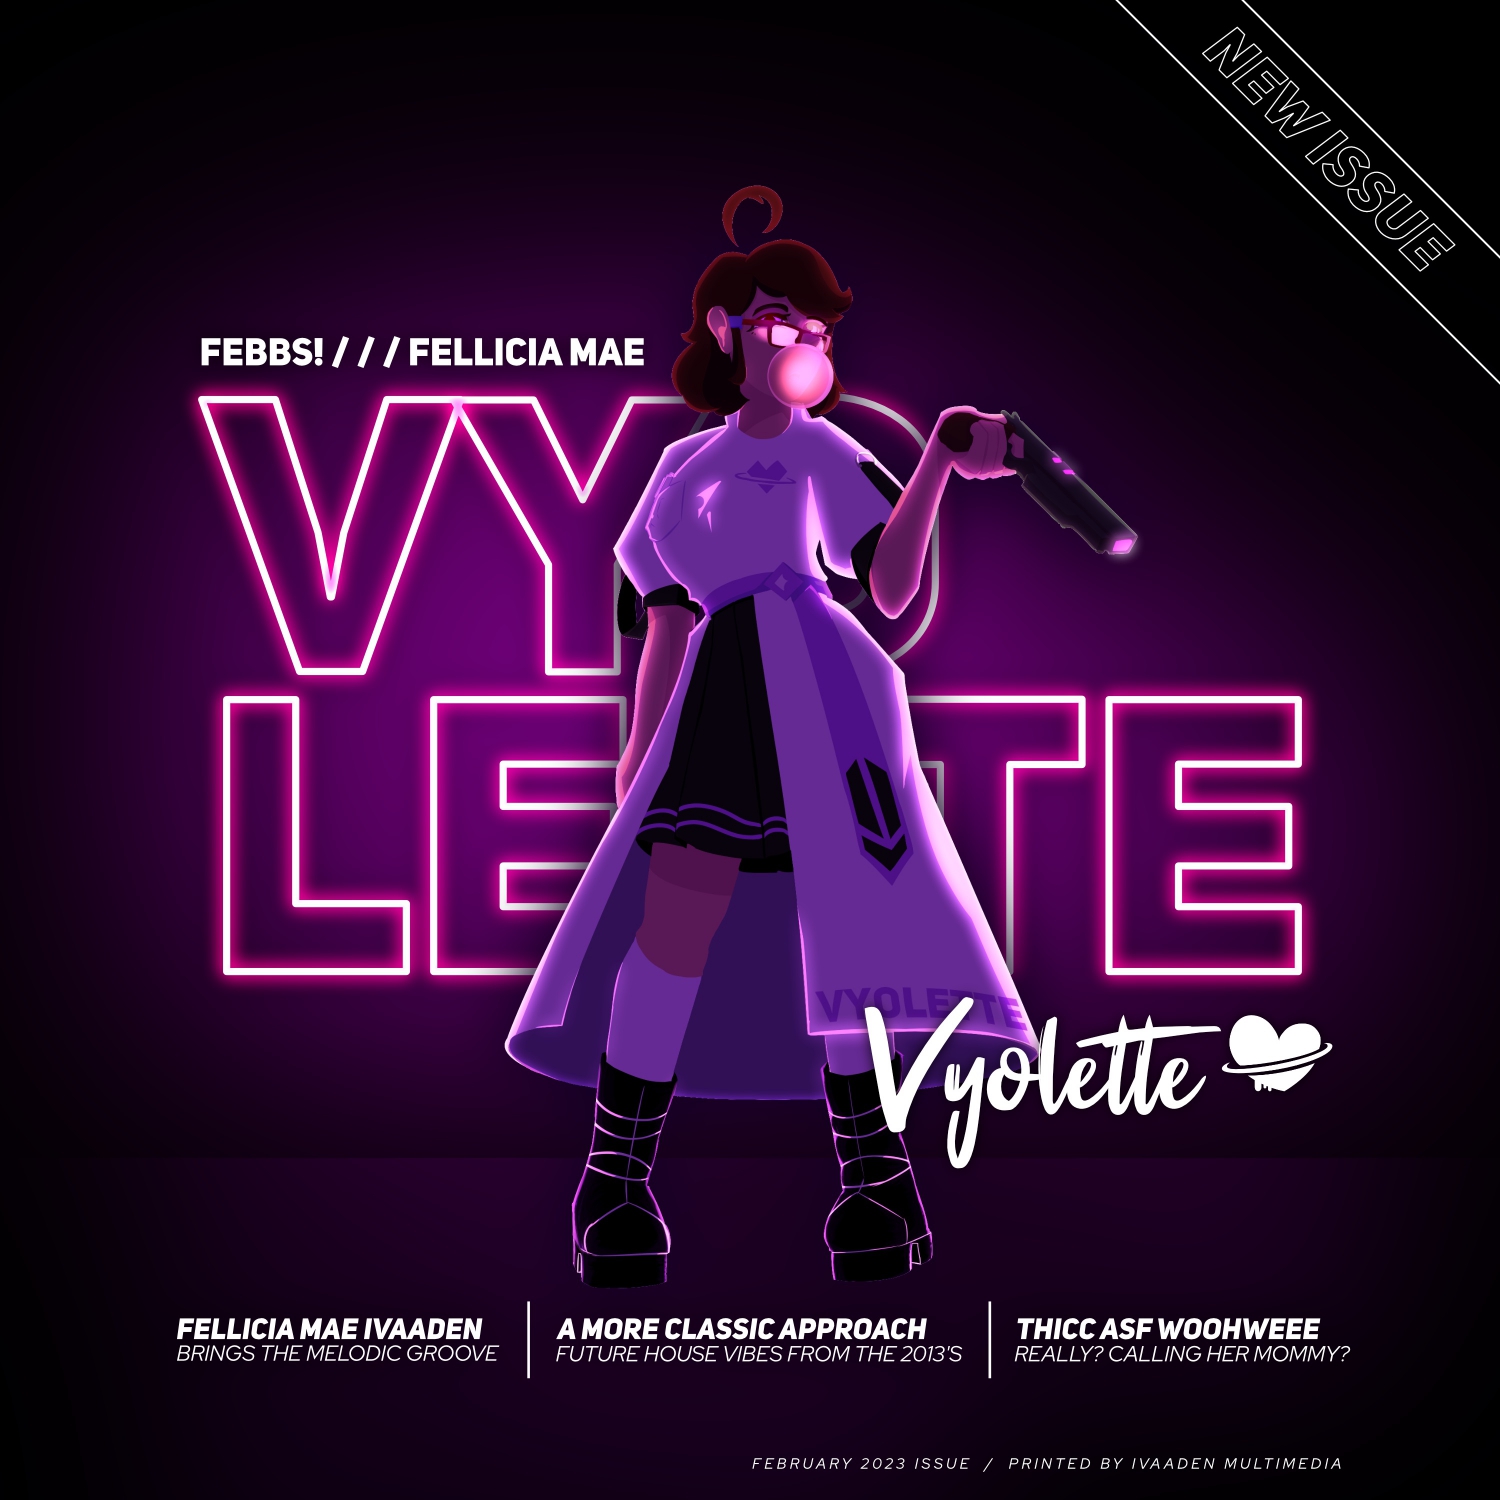 NEW ISSUE
FEBBS! /// FELLICIA MAE
VYO
LETTE
VYOLETTE
Vyolette
FELLICIA MAE IVAADEN
BRINGS THE MELODIC GROOVE
A MORE CLASSIC APPROACH
FUTURE HOUSE VIBES FROM THE 2013'S
THICC ASF WOOHWEEE
REALLY? CALLING HER MOMMY?
FEBRUARY 2023 ISSUE / PRINTED BY IVAADEN MULTIMEDIA